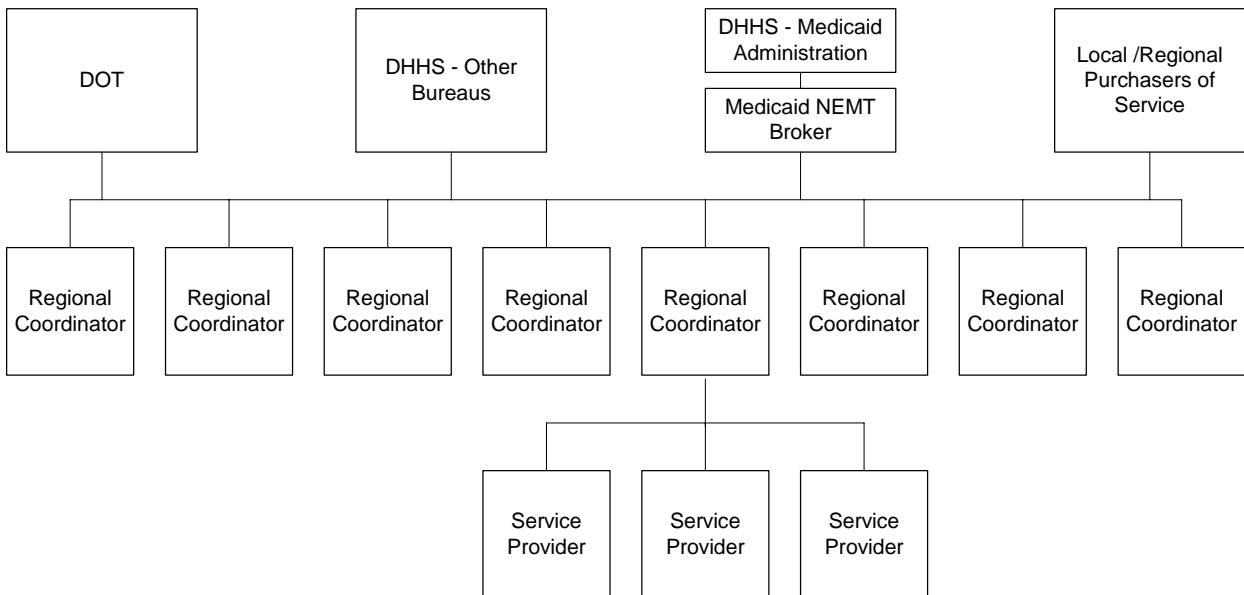 DOT
DHHS - Other
Bureaus
DHHS - Medicaid
Administration
Medicaid NEMT
Broker
Local /Regional
Purchasers of
Service
Regional
Coordinator
Regional
Coordinator
Regional
Coordinator
Regional
Coordinator
Regional
Coordinator
Regional
Coordinator
Regional
Coordinator
Regional
Coordinator
Service
Provider
Service
Provider
Service
Provider